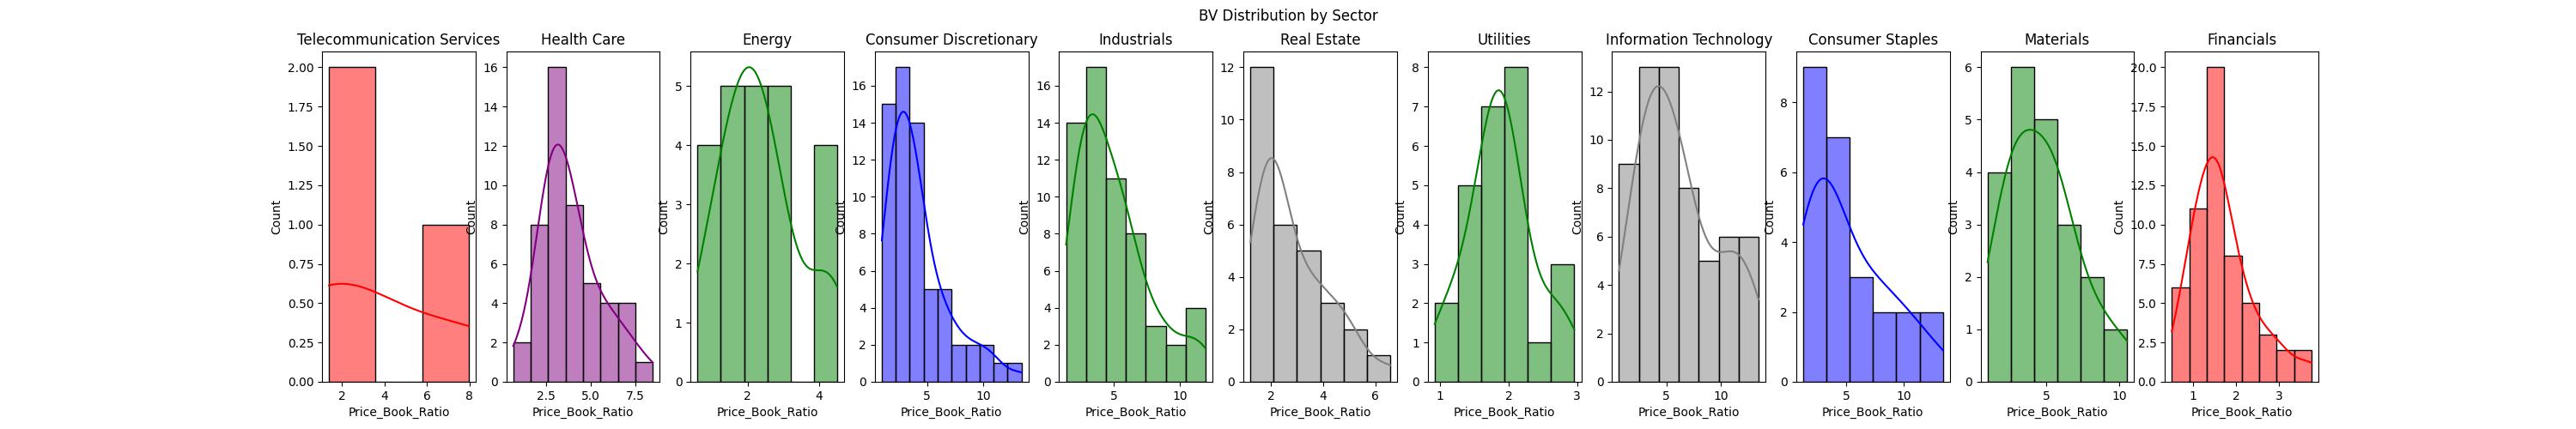 BV Distribution by Sector
Telecommunication Services
2.00
1.75
1.50
1.25
1.00
0.75
0.50
0.25
0.00
Count
2 4 6 8
Price_Book_Ratio
Health Care
16
14
12
10
8
6
4
2
0
Count
2.5 5.0 7.5
Price_Book_Ratio
Energy
5
4
3
2
1
0
Count
2 4
Price_Book_Ratio
Consumer Discretionary
16
14
12
10
8
6
4
2
0
Count
5 10
Price_Book_Ratio
Industrials
16
14
12
10
8
6
4
2
0
Count
5 10
Price_Book_Ratio
Real Estate
12
10
8
6
4
2
0
Count
2 4 6
Price_Book_Ratio
Utilities
8
7
6
5
4
3
2
1
0
Count
1 2 3
Price_Book_Ratio
Information Technology
12
10
8
6
4
2
0
Count
5 10
Price_Book_Ratio
Consumer Staples
8
6
4
2
0
Count
5 10
Price_Book_Ratio
Materials
6
5
4
3
2
1
0
Count
5 10
Price_Book_Ratio
Financials
20.0
17.5
15.0
12.5
10.0
7.5
5.0
2.5
0.0
Count
1 2 3
Price_Book_Ratio